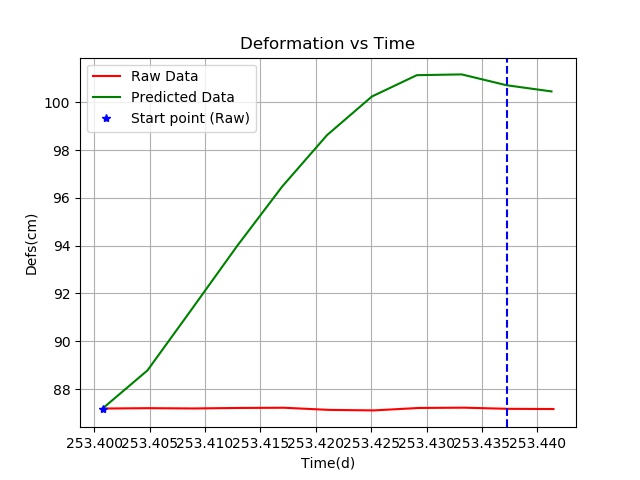 Deformation vs Time
Raw Data
Predicted Data
Start point (Raw)
100
98
96
94
92
90
88
Defs(cm)
253.400 253.405 253.410 253.415 253.420 253.425 253.430 253.435 253.440
Time(d)